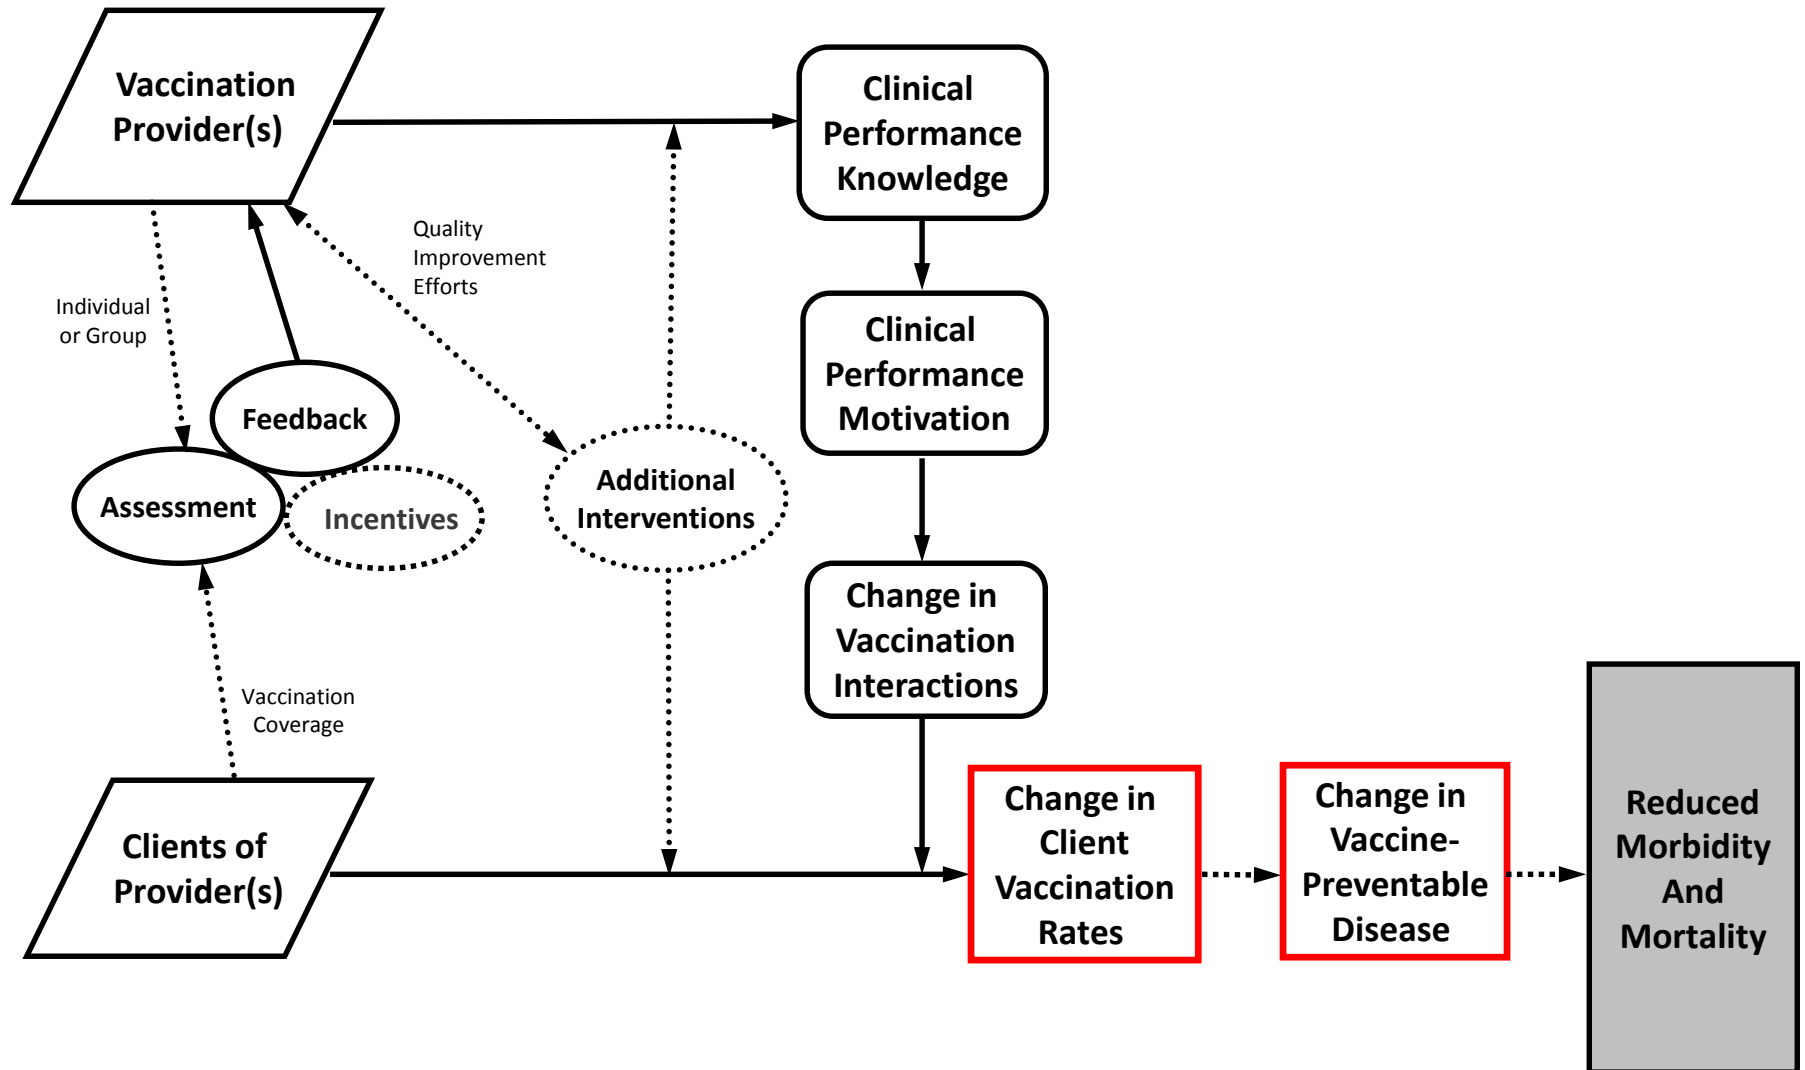 Vaccination
Provider(s)
Clinical
Performance
Knowledge
Quality
Improvement
Efforts
Individual
or Group
Clinical
Performance
Motivation
Feedback
Assessment
Incentives
Additional
Interventions
Change in
Vaccination
Interactions
Vaccination
Coverage
Clients of
Provider(s)
Change in
Client
Vaccination
Rates
Change in
Vaccine-
Preventable
Disease
Reduced
Morbidity
And
Mortality